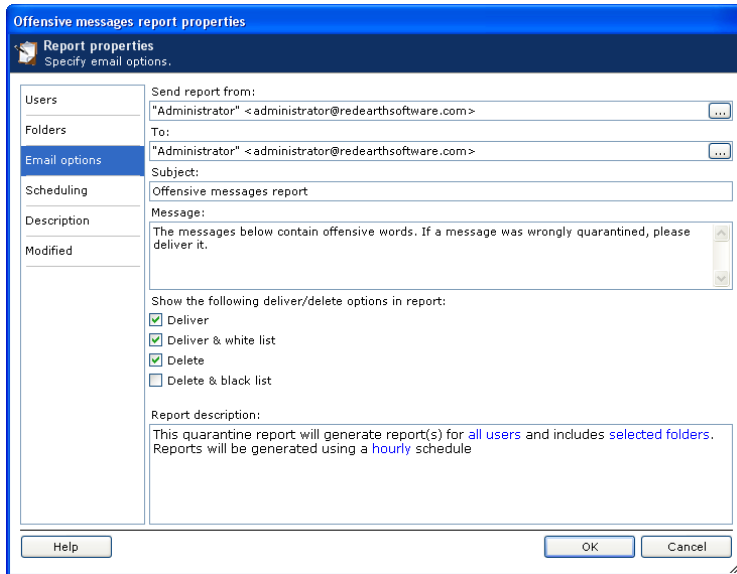 Offensive messages report properties
Report properties
Specify email options.
Users
Folders
Email options
Scheduling
Description
Modified
Send report from:
"Administrator" <administrator@redearthsoftware.com>
...
To:
"Administrator" <administrator@redearthsoftware.com>
...
Subject:
Offensive messages report
Message:
The messages below contain offensive words. If a message was wrongly quarantined, please
deliver it.
Show the following deliver/delete options in report:
Deliver
Deliver & white list
Delete
Delete & black list
Report description:
This quarantine report will generate report(s) for all users and includes selected folders.
Reports will be generated using a hourly schedule
Help
OK
Cancel